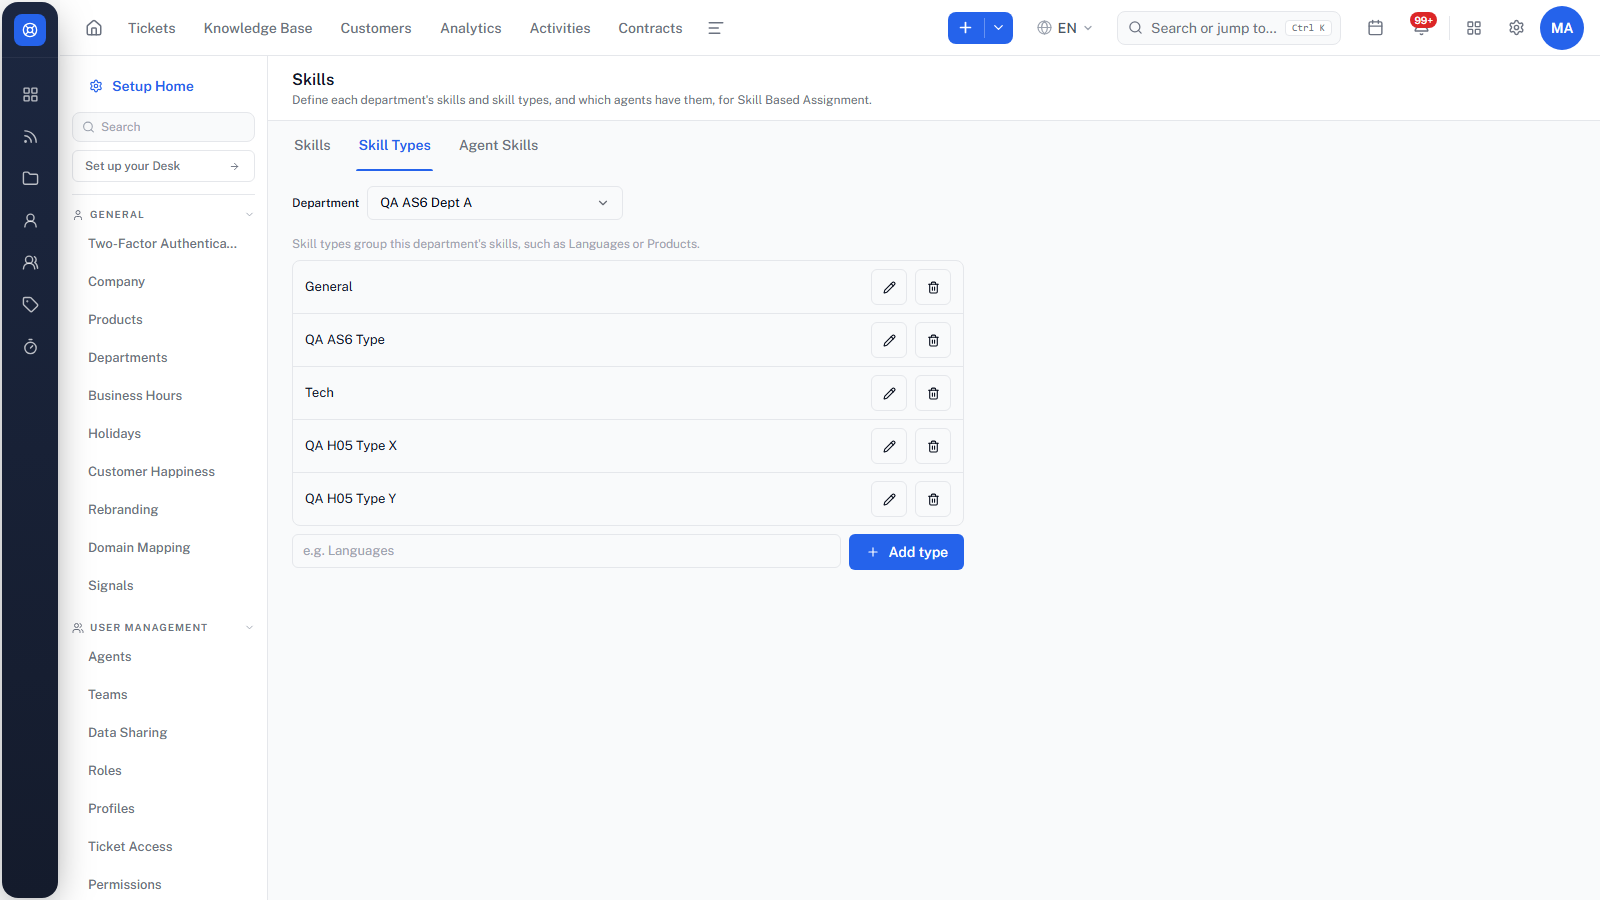 Tickets
Knowledge Base
Customers
Analytics
Activities
Contracts
EN
Search or jump to...
Ctrl K
99+
MA
Setup Home
Search
Set up your Desk
GENERAL
Two-Factor Authentica...
Company
Products
Departments
Business Hours
Holidays
Customer Happiness
Rebranding
Domain Mapping
Signals
USER MANAGEMENT
Agents
Teams
Data Sharing
Roles
Profiles
Ticket Access
Permissions
Skills
Define each department's skills and skill types, and which agents have them, for Skill Based Assignment.
Skills
Skill Types
Agent Skills
Department
QA AS6 Dept A
Skill types group this department's skills, such as Languages or Products.
General
QA AS6 Type
Tech
QA H05 Type X
QA H05 Type Y
e.g. Languages
Add type